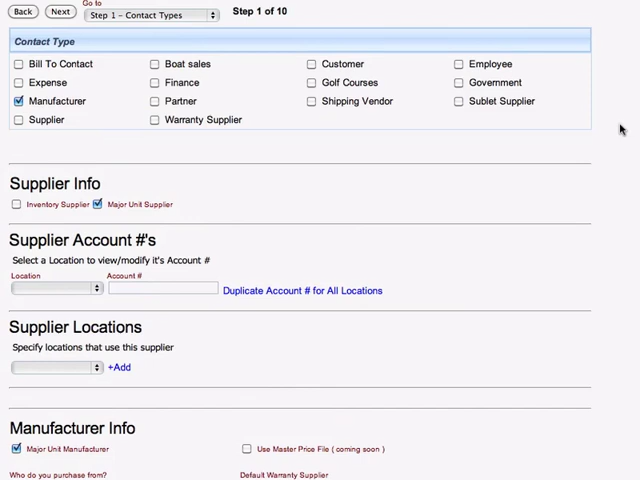 Go to
Back Next Step 1 - Contact Types Step 1 of 10
Contact Type
Bill To Contact Boat sales Customer Employee
Expense Finance Golf Courses Government
Manufacturer Partner Shipping Vendor Sublet Supplier
Supplier Warranty Supplier
Supplier Info
Inventory Supplier Major Unit Supplier
Supplier Account #'s
Select a Location to view/modify it's Account #
Location Account #
Duplicate Account # for All Locations
Supplier Locations
Specify locations that use this supplier
+Add
Manufacturer Info
Major Unit Manufacturer Use Master Price File ( coming soon )
Who do you purchase from? Default Warranty Supplier